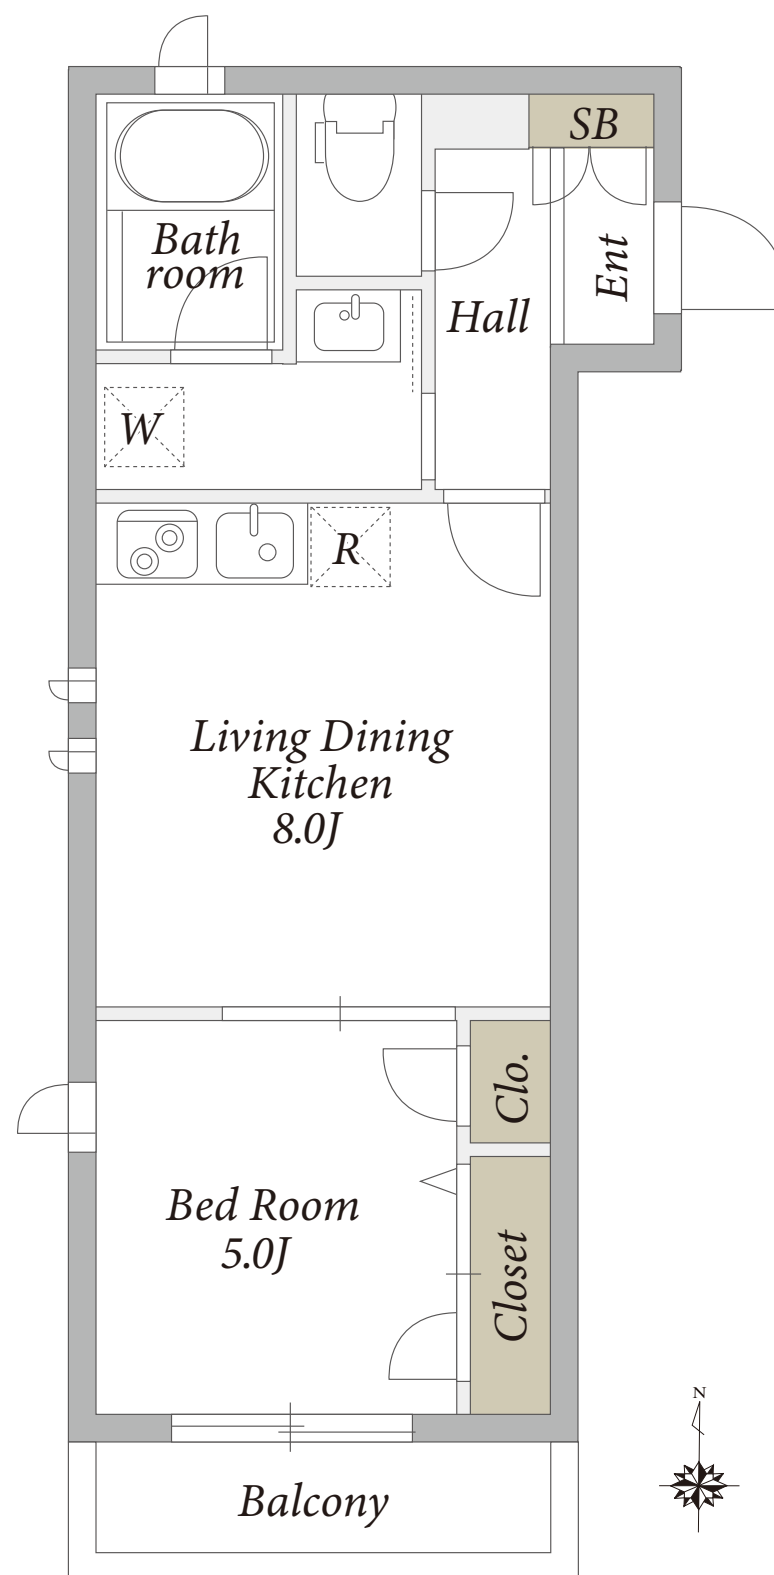 SB
Bath
room
Ent
Hall
W
R
Living Dining
Kitchen
8.0J
Clo.
Bed Room
5.0J
Closet
N
Balcony